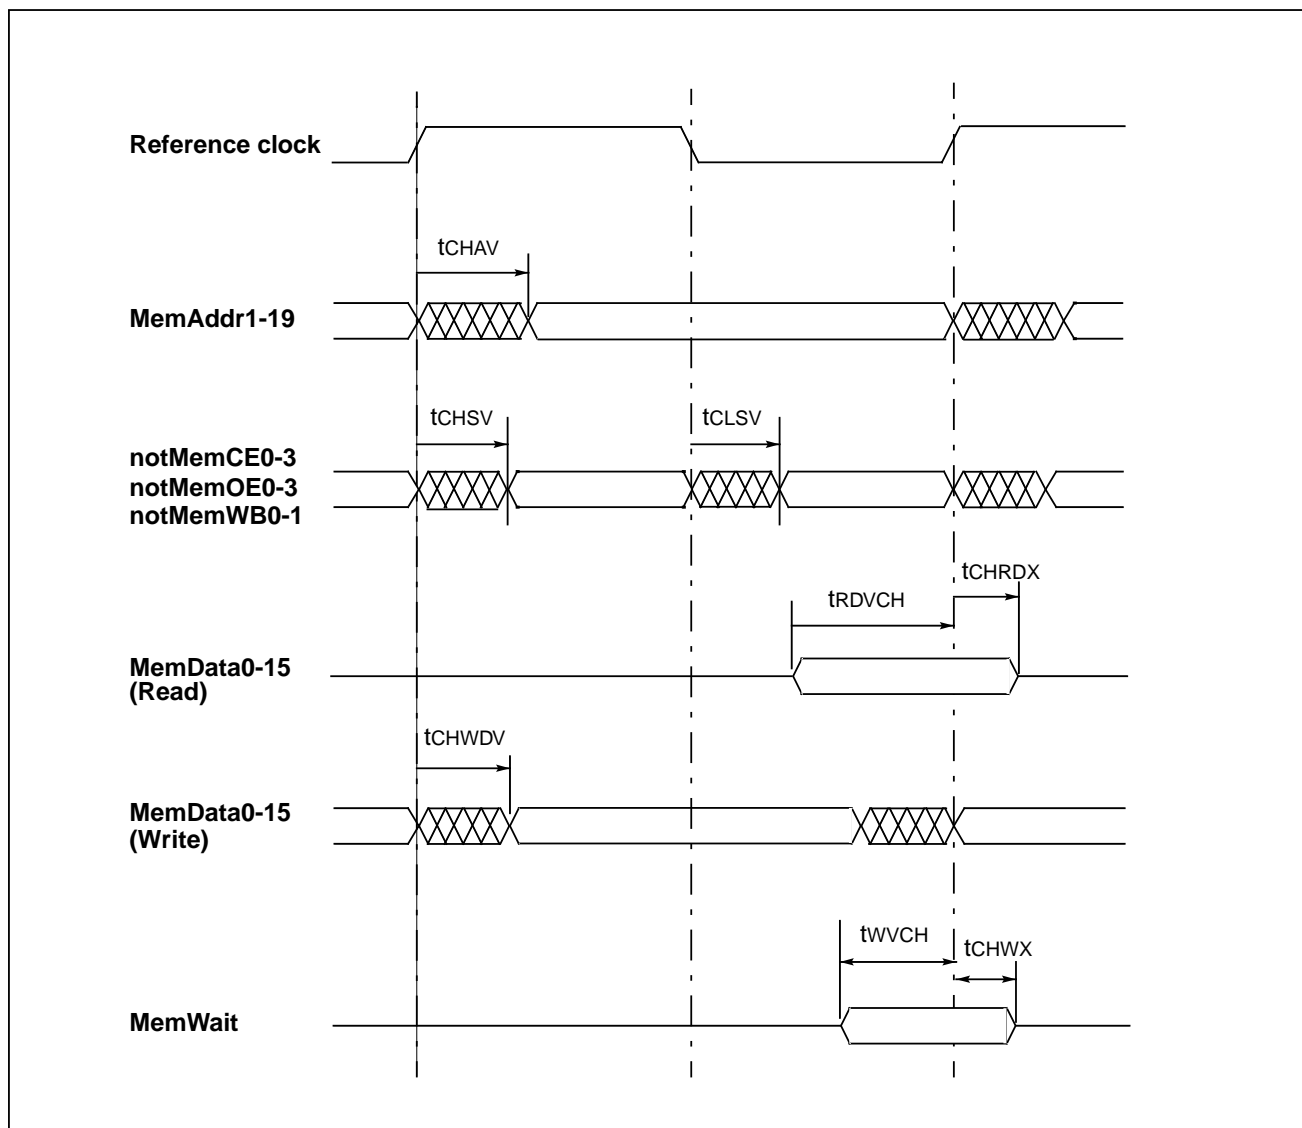 Reference clock
tCHAV
MemAddr1-19
tCHSV
tCLSV
notMemCE0-3
notMemOE0-3
notMemWB0-1
tCHRDX
tRDVCH
MemData0-15
(Read)
tCHWDV
MemData0-15
(Write)
tWVCH
tCHWX
MemWait